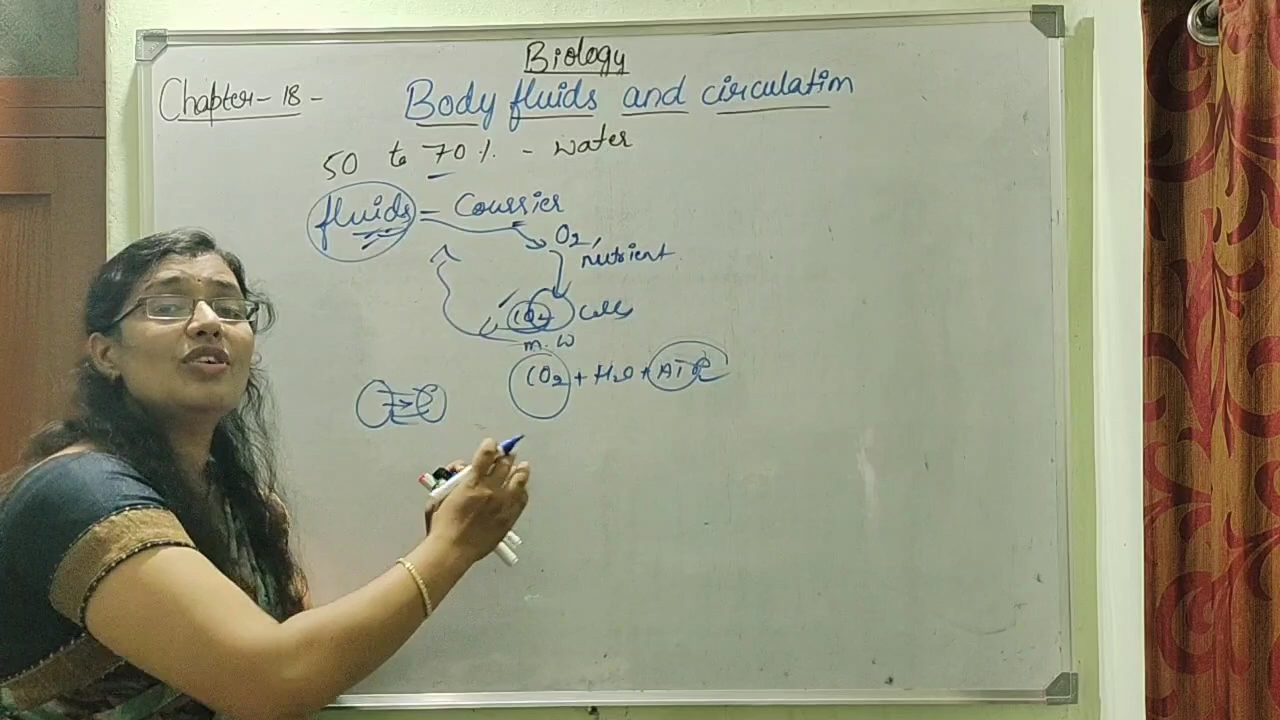 Biology
Chapter - 18 -
Body fluids and circulation
50 to 70% - water
fluids = Courier
O2,
nutrient
CO2 Cells
m.w
CO2 + H2O + ATP